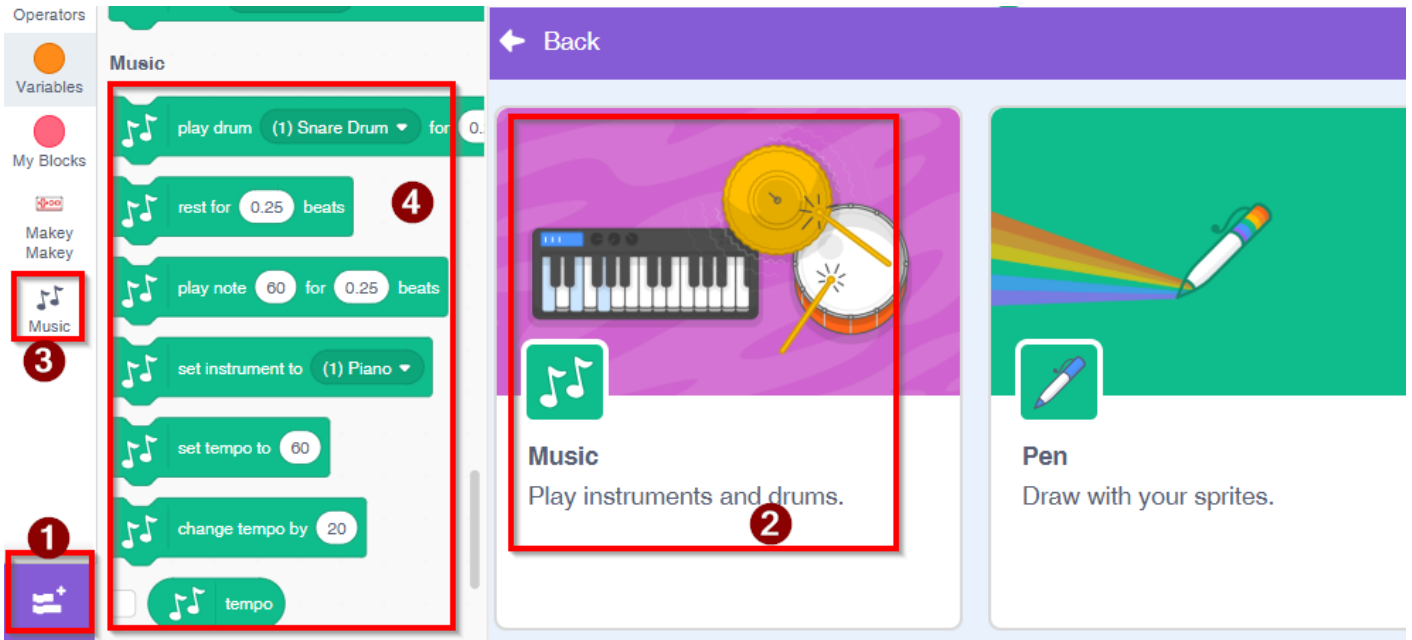 Operators
Variables
My Blocks
Makey
Makey
Music
3
1
Music
play drum (1) Snare Drum for 0.
rest for 0.25 beats
4
play note 60 for 0.25 beats
set instrument to (1) Piano
set tempo to 60
change tempo by 20
tempo
Back
Music
Play instruments and drums.
2
Pen
Draw with your sprites.